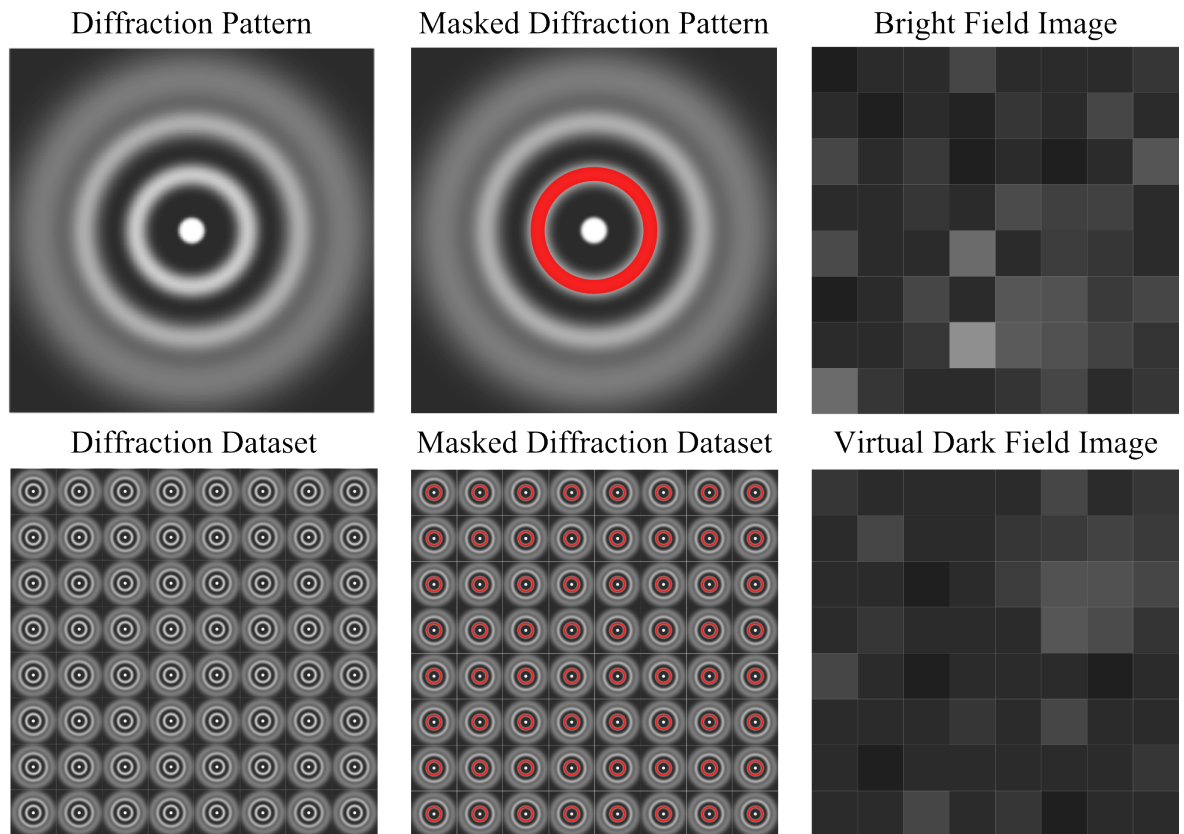 Diffraction Pattern
Masked Diffraction Pattern
Bright Field Image
Diffraction Dataset
Masked Diffraction Dataset
Virtual Dark Field Image